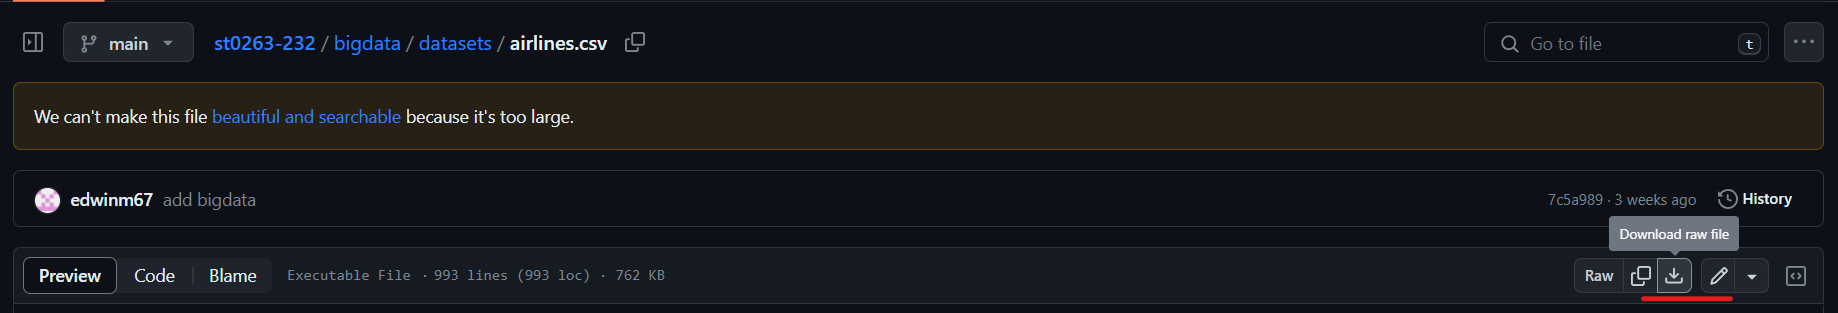 main st0263-232 / bigdata / datasets / airlines.csv Go to file t
We can't make this file beautiful and searchable because it's too large.
edwinm67 add bigdata 7c5a989 · 3 weeks ago History
Download raw file
Preview Code Blame Executable File · 993 lines (993 loc) · 762 KB Raw